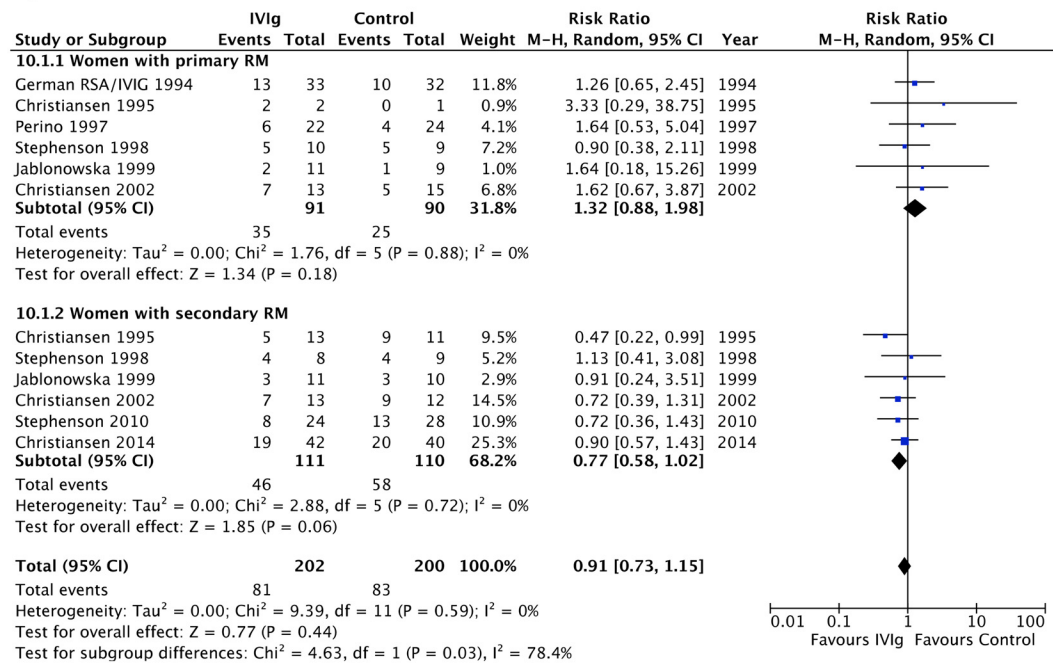 IVIg Control Risk Ratio Risk Ratio
Study or Subgroup Events Total Events Total Weight M-H, Random, 95% CI Year M-H, Random, 95% CI
10.1.1 Women with primary RM
German RSA/IVIG 1994 13 33 10 32 11.8% 1.26 [0.65, 2.45] 1994
Christiansen 1995 2 2 0 1 0.9% 3.33 [0.29, 38.75] 1995
Perino 1997 6 22 4 24 4.1% 1.64 [0.53, 5.04] 1997
Stephenson 1998 5 10 5 9 7.2% 0.90 [0.38, 2.11] 1998
Jablonowska 1999 2 11 1 9 1.0% 1.64 [0.18, 15.26] 1999
Christiansen 2002 7 13 5 15 6.8% 1.62 [0.67, 3.87] 2002
Subtotal (95% CI) 91 90 31.8% 1.32 [0.88, 1.98]
Total events 35 25
Heterogeneity: Tau² = 0.00; Chi² = 1.76, df = 5 (P = 0.88); I² = 0%
Test for overall effect: Z = 1.34 (P = 0.18)
10.1.2 Women with secondary RM
Christiansen 1995 5 13 9 11 9.5% 0.47 [0.22, 0.99] 1995
Stephenson 1998 4 8 4 9 5.2% 1.13 [0.41, 3.08] 1998
Jablonowska 1999 3 11 3 10 2.9% 0.91 [0.24, 3.51] 1999
Christiansen 2002 7 13 9 12 14.5% 0.72 [0.39, 1.31] 2002
Stephenson 2010 8 24 13 28 10.9% 0.72 [0.36, 1.43] 2010
Christiansen 2014 19 42 20 40 25.3% 0.90 [0.57, 1.43] 2014
Subtotal (95% CI) 111 110 68.2% 0.77 [0.58, 1.02]
Total events 46 58
Heterogeneity: Tau² = 0.00; Chi² = 2.88, df = 5 (P = 0.72); I² = 0%
Test for overall effect: Z = 1.85 (P = 0.06)
Total (95% CI) 202 200 100.0% 0.91 [0.73, 1.15]
Total events 81 83
Heterogeneity: Tau² = 0.00; Chi² = 9.39, df = 11 (P = 0.59); I² = 0%
Test for overall effect: Z = 0.77 (P = 0.44)
Test for subgroup differences: Chi² = 4.63, df = 1 (P = 0.03), I² = 78.4%
0.01 0.1 1 10 100
Favours IVIg Favours Control